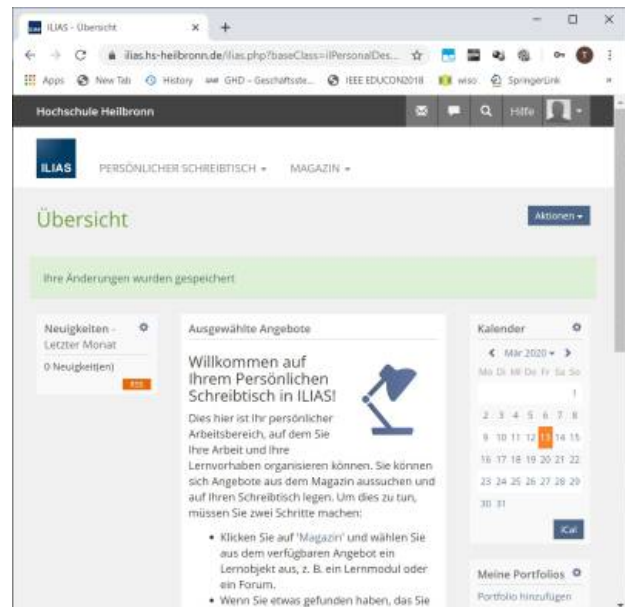 ILIAS - Übersicht
ilias.hs-heilbronn.de/ilias.php?baseClass=ilPersonalDes...
Apps New Tab History GHD – Geschäftsste... IEEE EDUCON2018 wiso SpringerLink
Hochschule Heilbronn
Hilfe
ILIAS
PERSÖNLICHER SCHREIBTISCH
MAGAZIN
Übersicht
Aktionen
Ihre Änderungen wurden gespeichert
Neuigkeiten -
Letzter Monat
0 Neuigkeit(en)
RSS
Ausgewählte Angebote
Willkommen auf
Ihrem Persönlichen
Schreibtisch in ILIAS!
Dies hier ist Ihr persönlicher
Arbeitsbereich, auf dem Sie
Ihre Arbeit und Ihre
Lernvorhaben organisieren können. Sie können
sich Angebote aus dem Magazin aussuchen und
auf Ihren Schreibtisch legen. Um dies zu tun,
müssen Sie zwei Schritte machen:
• Klicken Sie auf 'Magazin' und wählen Sie
aus dem verfügbaren Angebot ein
Lernobjekt aus, z. B. ein Lernmodul oder
ein Forum.
• Wenn Sie etwas gefunden haben, das Sie
Kalender
Mär 2020
Mo Di Mi Do Fr Sa So
1
2 3 4 5 6 7 8
9 10 11 12 13 14 15
16 17 18 19 20 21 22
23 24 25 26 27 28 29
30 31
iCal
Meine Portfolios
Portfolio hinzufügen